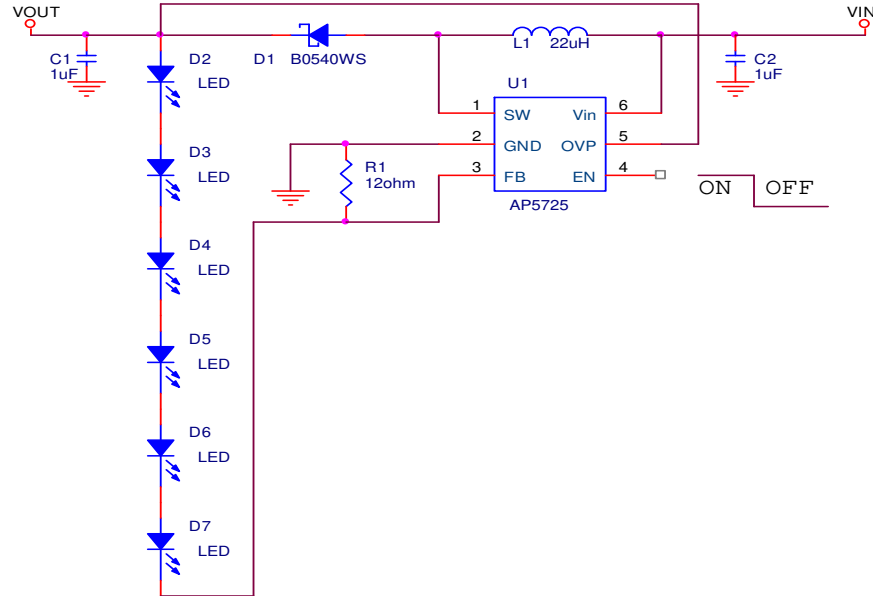 VOUT
VIN
C1
1uF
D2
LED
D1
B0540WS
L1
22uH
C2
1uF
U1
1
SW
Vin
6
2
GND
OVP
5
3
FB
EN
4
AP5725
R1
12ohm
ON
OFF
D3
LED
D4
LED
D5
LED
D6
LED
D7
LED